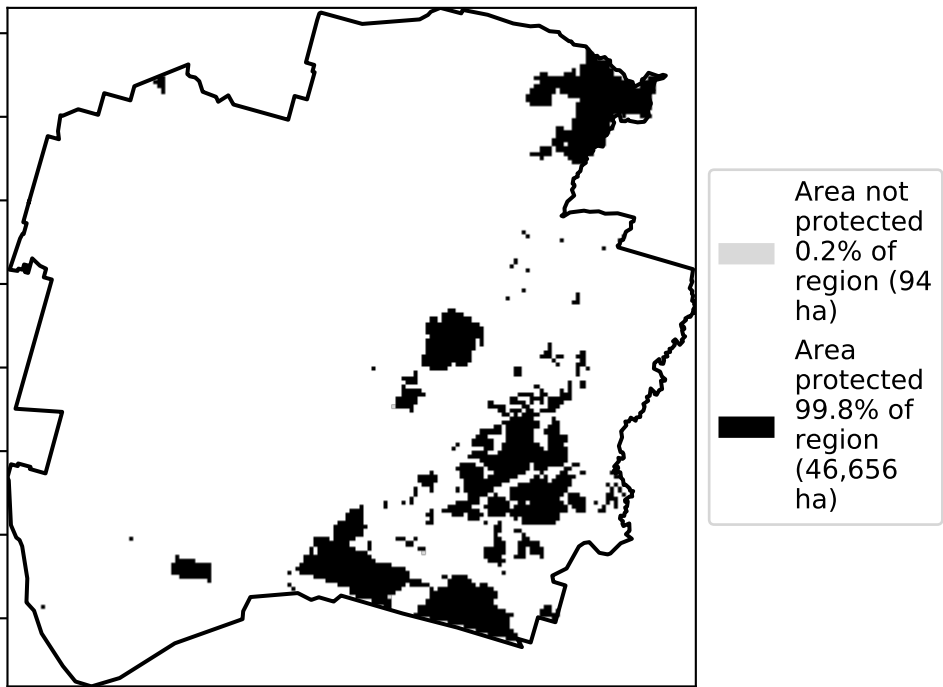 Area not
protected
0.2% of
region (94
ha)
Area
protected
99.8% of
region
(46,656
ha)